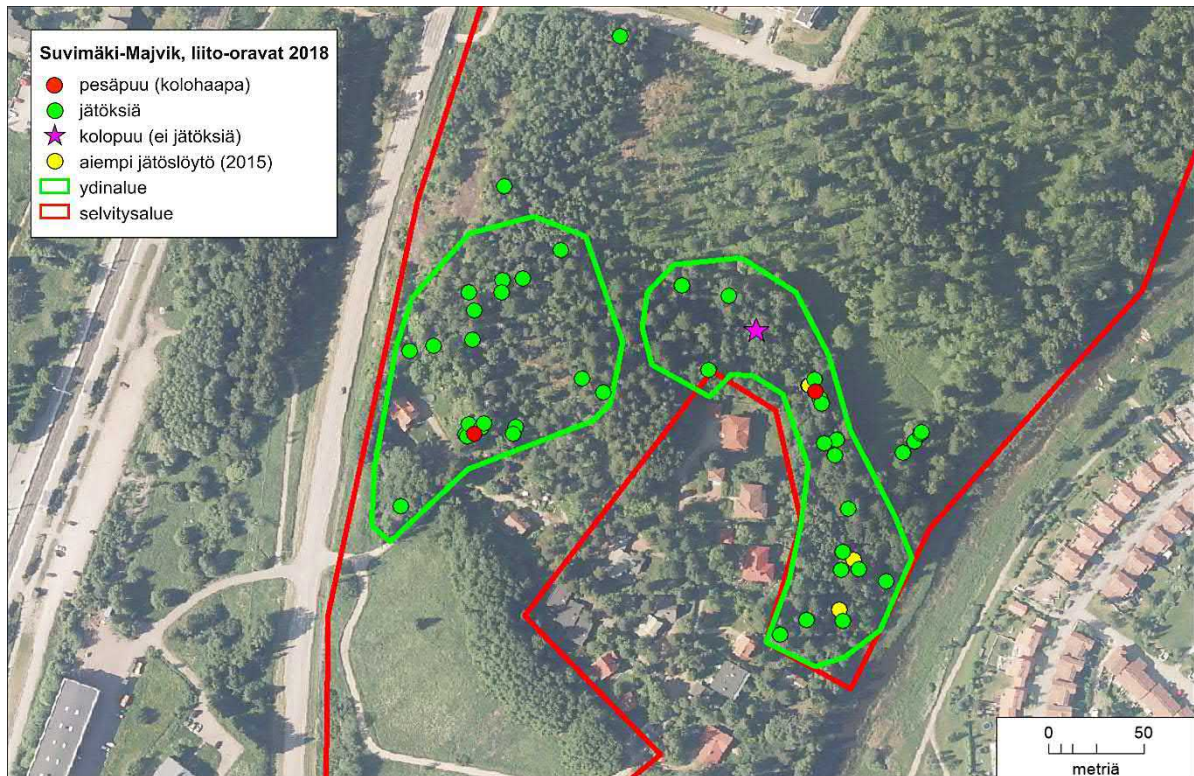 Suvimäki-Majvik, liito-oravat 2018
pesäpuu (kolohaapa)
jätöksiä
kolopuu (ei jätöksiä)
aiempi jätöslöytö (2015)
ydinalue
selvitysalue
0 50
metriä